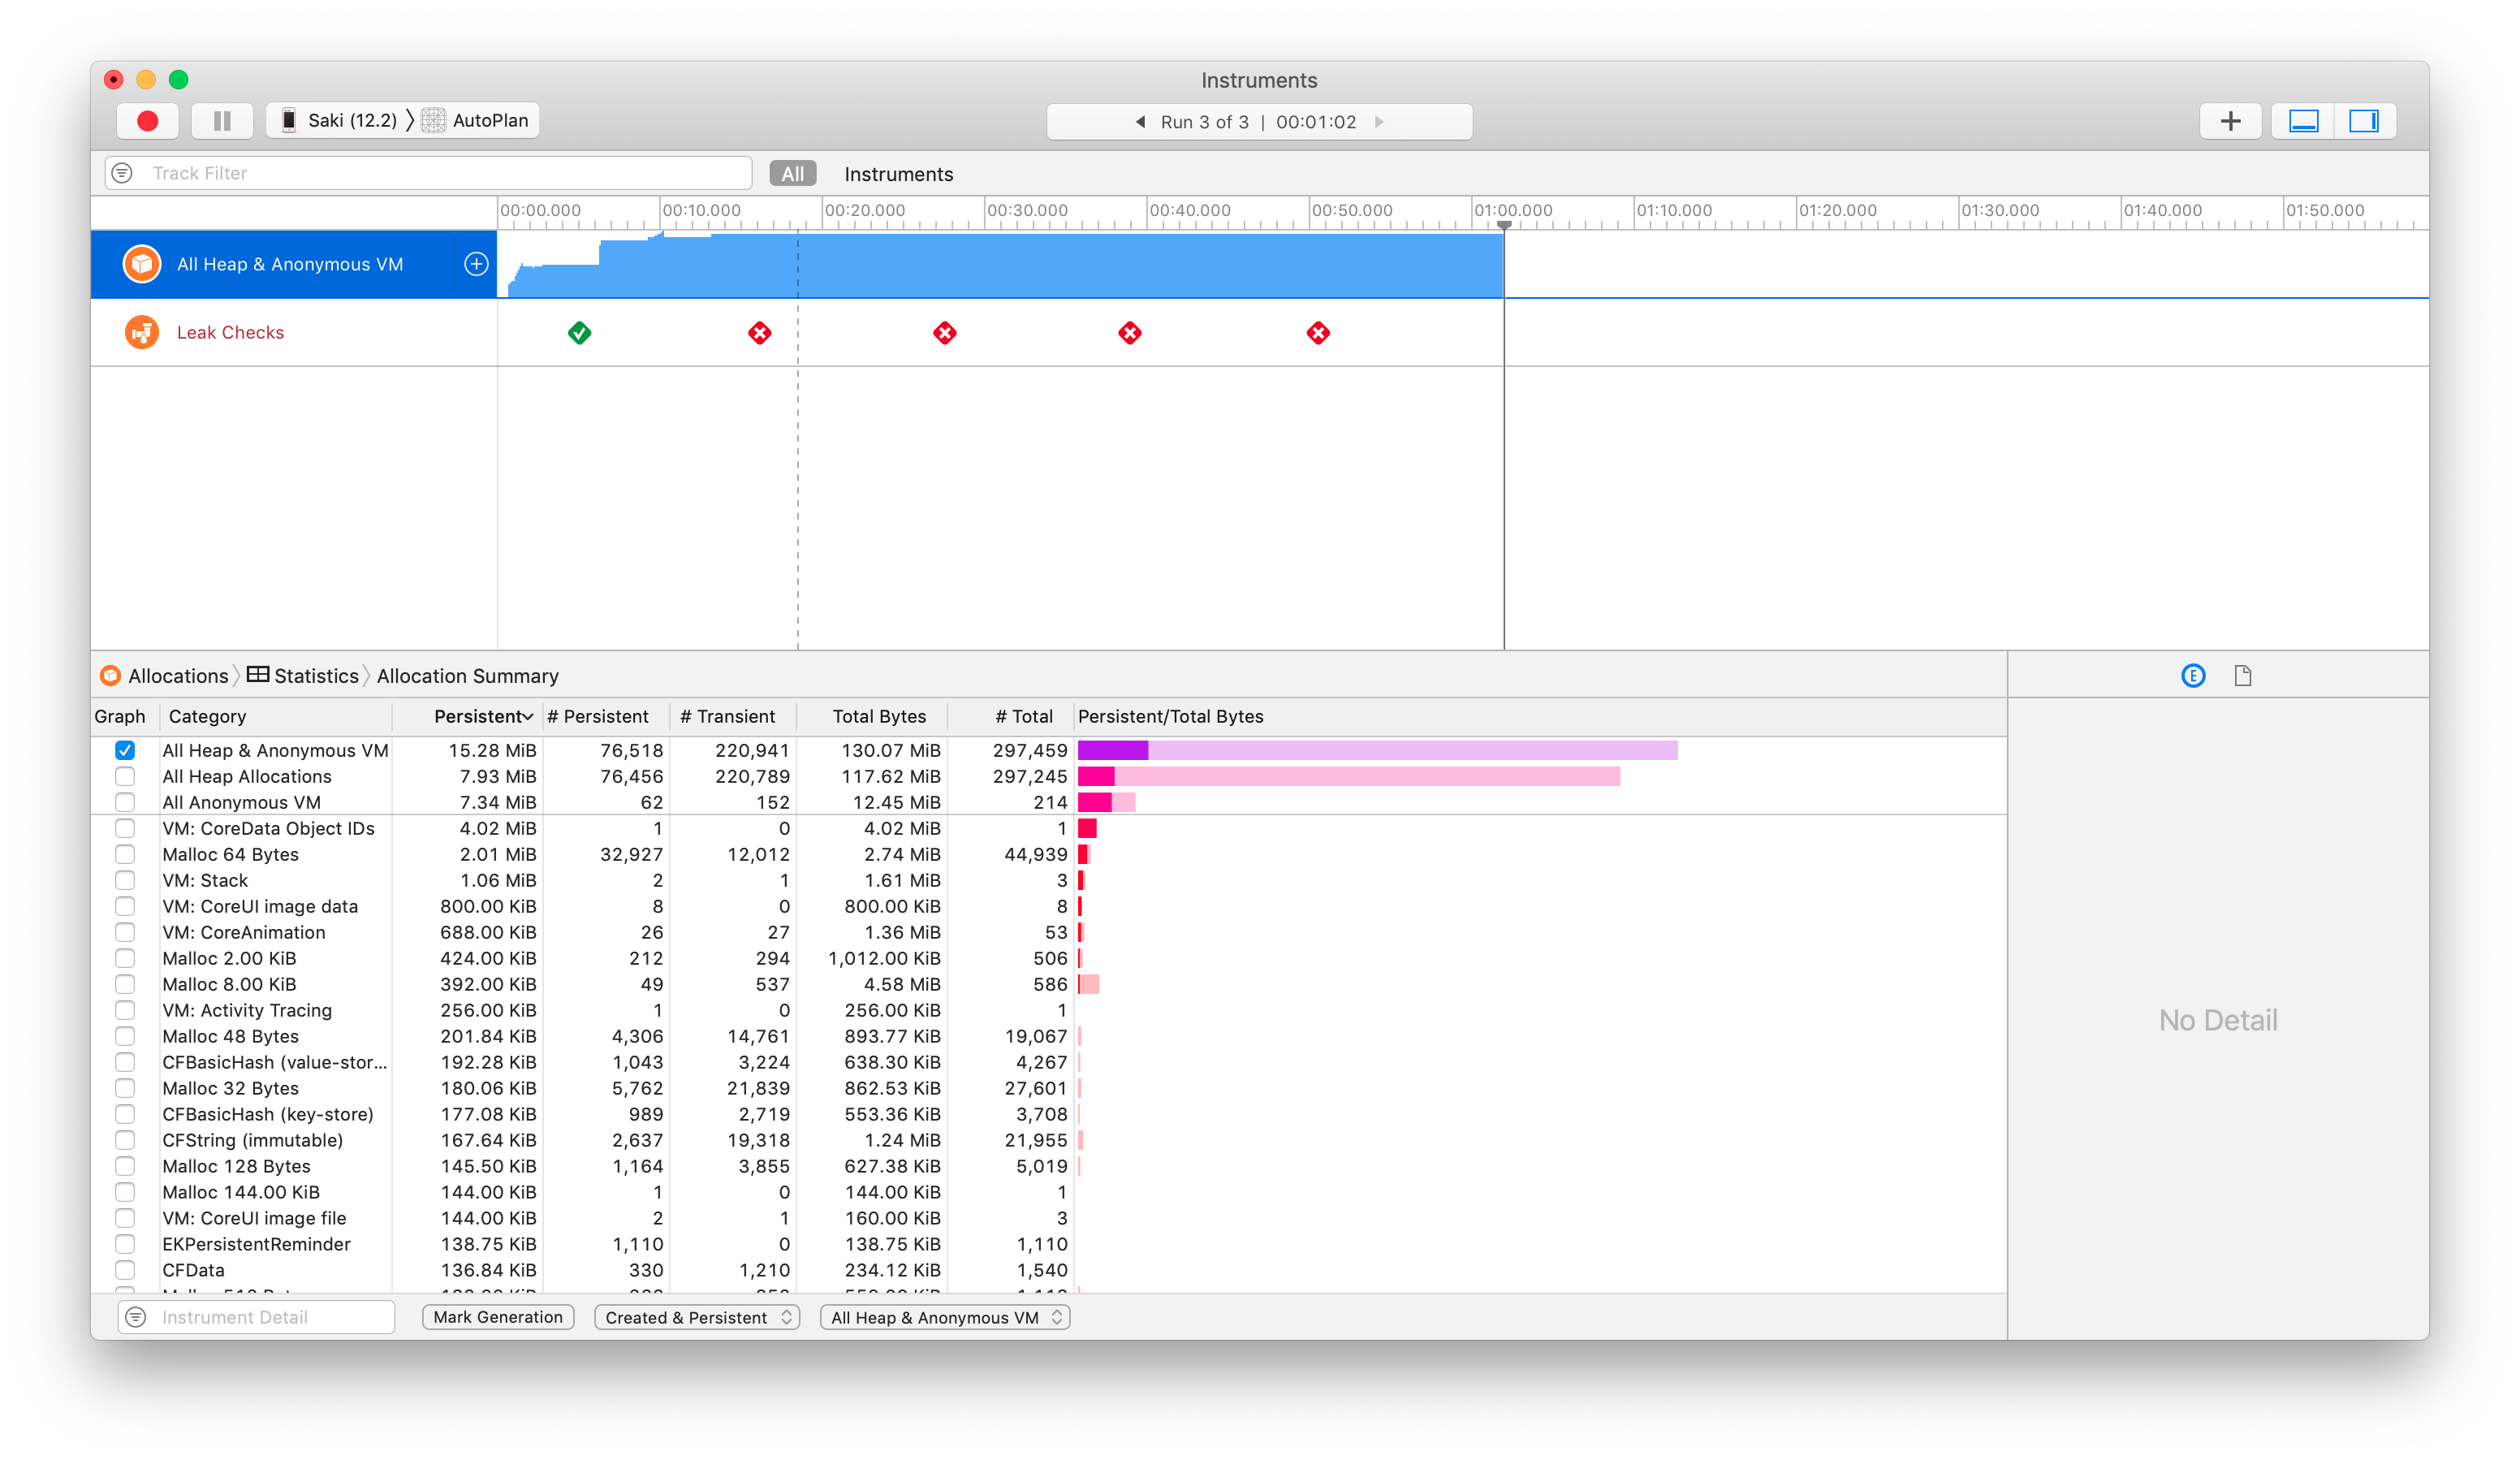 Instruments
Saki (12.2) 〉 AutoPlan
Run 3 of 3 | 00:01:02
Track Filter All Instruments
00:00.000 00:10.000 00:20.000 00:30.000 00:40.000 00:50.000 01:00.000 01:10.000 01:20.000 01:30.000 01:40.000 01:50.000
All Heap & Anonymous VM
Leak Checks
Allocations 〉 Statistics 〉 Allocation Summary
Graph Category Persistent # Persistent # Transient Total Bytes # Total Persistent/Total Bytes
All Heap & Anonymous VM 15.28 MiB 76,518 220,941 130.07 MiB 297,459
All Heap Allocations 7.93 MiB 76,456 220,789 117.62 MiB 297,245
All Anonymous VM 7.34 MiB 62 152 12.45 MiB 214
VM: CoreData Object IDs 4.02 MiB 1 0 4.02 MiB 1
Malloc 64 Bytes 2.01 MiB 32,927 12,012 2.74 MiB 44,939
VM: Stack 1.06 MiB 2 1 1.61 MiB 3
VM: CoreUI image data 800.00 KiB 8 0 800.00 KiB 8
VM: CoreAnimation 688.00 KiB 26 27 1.36 MiB 53
Malloc 2.00 KiB 424.00 KiB 212 294 1,012.00 KiB 506
Malloc 8.00 KiB 392.00 KiB 49 537 4.58 MiB 586
VM: Activity Tracing 256.00 KiB 1 0 256.00 KiB 1
Malloc 48 Bytes 201.84 KiB 4,306 14,761 893.77 KiB 19,067
CFBasicHash (value-stor... 192.28 KiB 1,043 3,224 638.30 KiB 4,267
Malloc 32 Bytes 180.06 KiB 5,762 21,839 862.53 KiB 27,601
CFBasicHash (key-store) 177.08 KiB 989 2,719 553.36 KiB 3,708
CFString (immutable) 167.64 KiB 2,637 19,318 1.24 MiB 21,955
Malloc 128 Bytes 145.50 KiB 1,164 3,855 627.38 KiB 5,019
Malloc 144.00 KiB 144.00 KiB 1 0 144.00 KiB 1
VM: CoreUI image file 144.00 KiB 2 1 160.00 KiB 3
EKPersistentReminder 138.75 KiB 1,110 0 138.75 KiB 1,110
CFData 136.84 KiB 330 1,210 234.12 KiB 1,540
E
No Detail
Instrument Detail Mark Generation Created & Persistent All Heap & Anonymous VM